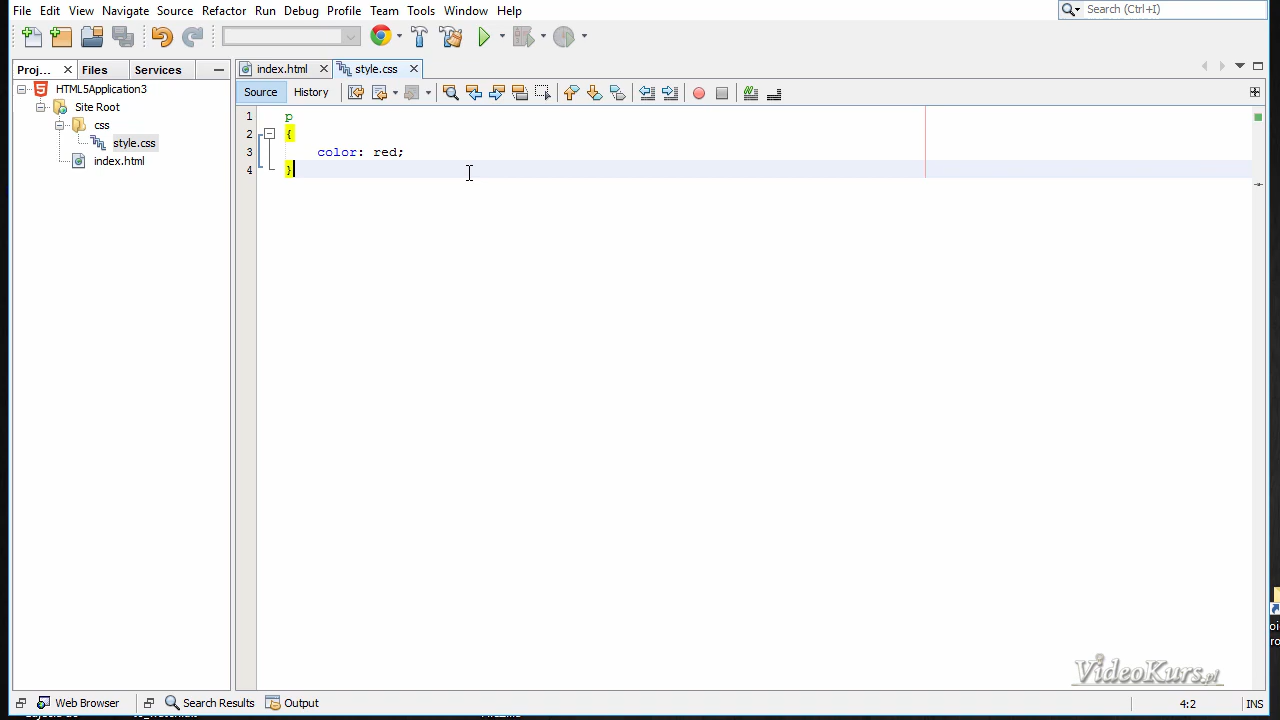 File Edit View Navigate Source Refactor Run Debug Profile Team Tools Window Help
Search (Ctrl+I)
Proj... Files Services
index.html style.css
Source History
HTML5Application3
Site Root
css
style.css
index.html
1 p
2 {
3 color: red;
4 }
VideoKurs.pl
Web Browser Search Results Output
4:2 INS